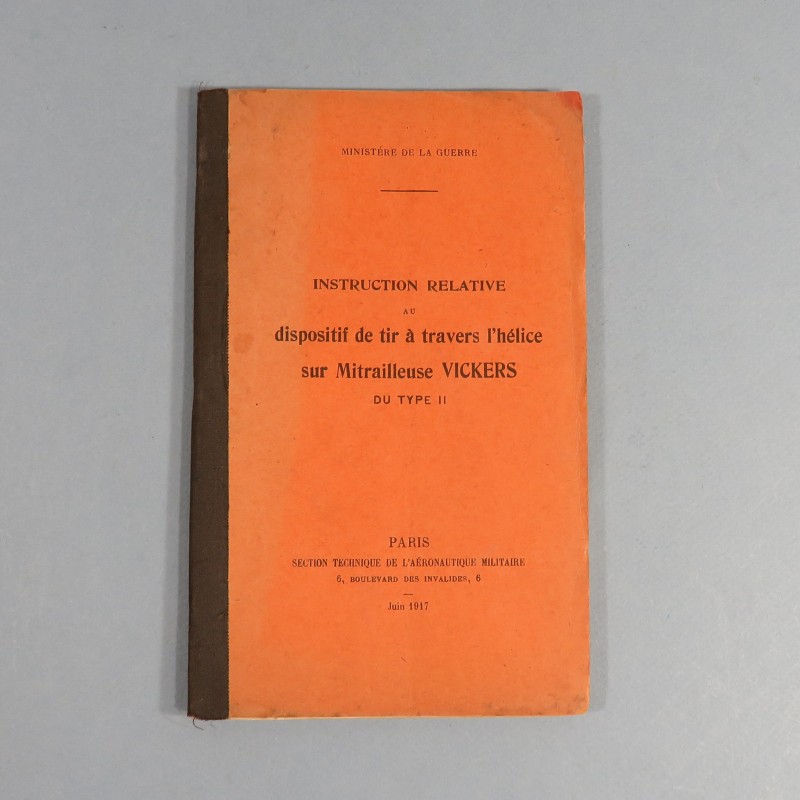 MINISTÉRE DE LA GUERRE
INSTRUCTION RELATIVE
AU
dispositif de tir à travers l'hélice
sur Mitrailleuse VICKERS
DU TYPE II
PARIS
SECTION TECHNIQUE DE L'AÉRONAUTIQUE MILITAIRE
6, BOULEVARD DES INVALIDES, 6
Juin 1917